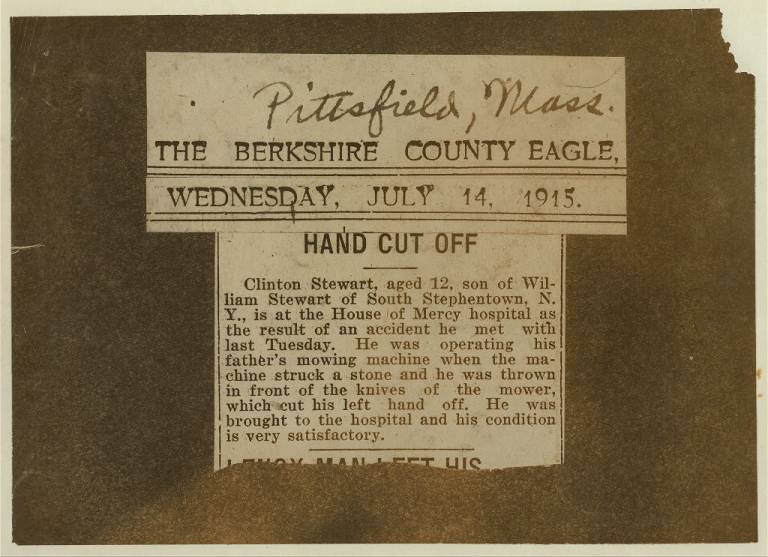 Pittsfield, Mass.
THE BERKSHIRE COUNTY EAGLE,
WEDNESDAY, JULY 14, 1915.
HAND CUT OFF
Clinton Stewart, aged 12, son of Wil-
liam Stewart of South Stephentown, N.
Y., is at the House of Mercy hospital as
the result of an accident he met with
last Tuesday. He was operating his
father's mowing machine when the ma-
chine struck a stone and he was thrown
in front of the knives of the mower,
which cut his left hand off. He was
brought to the hospital and his condition
is very satisfactory.
LENOX MAN LEFT HIS